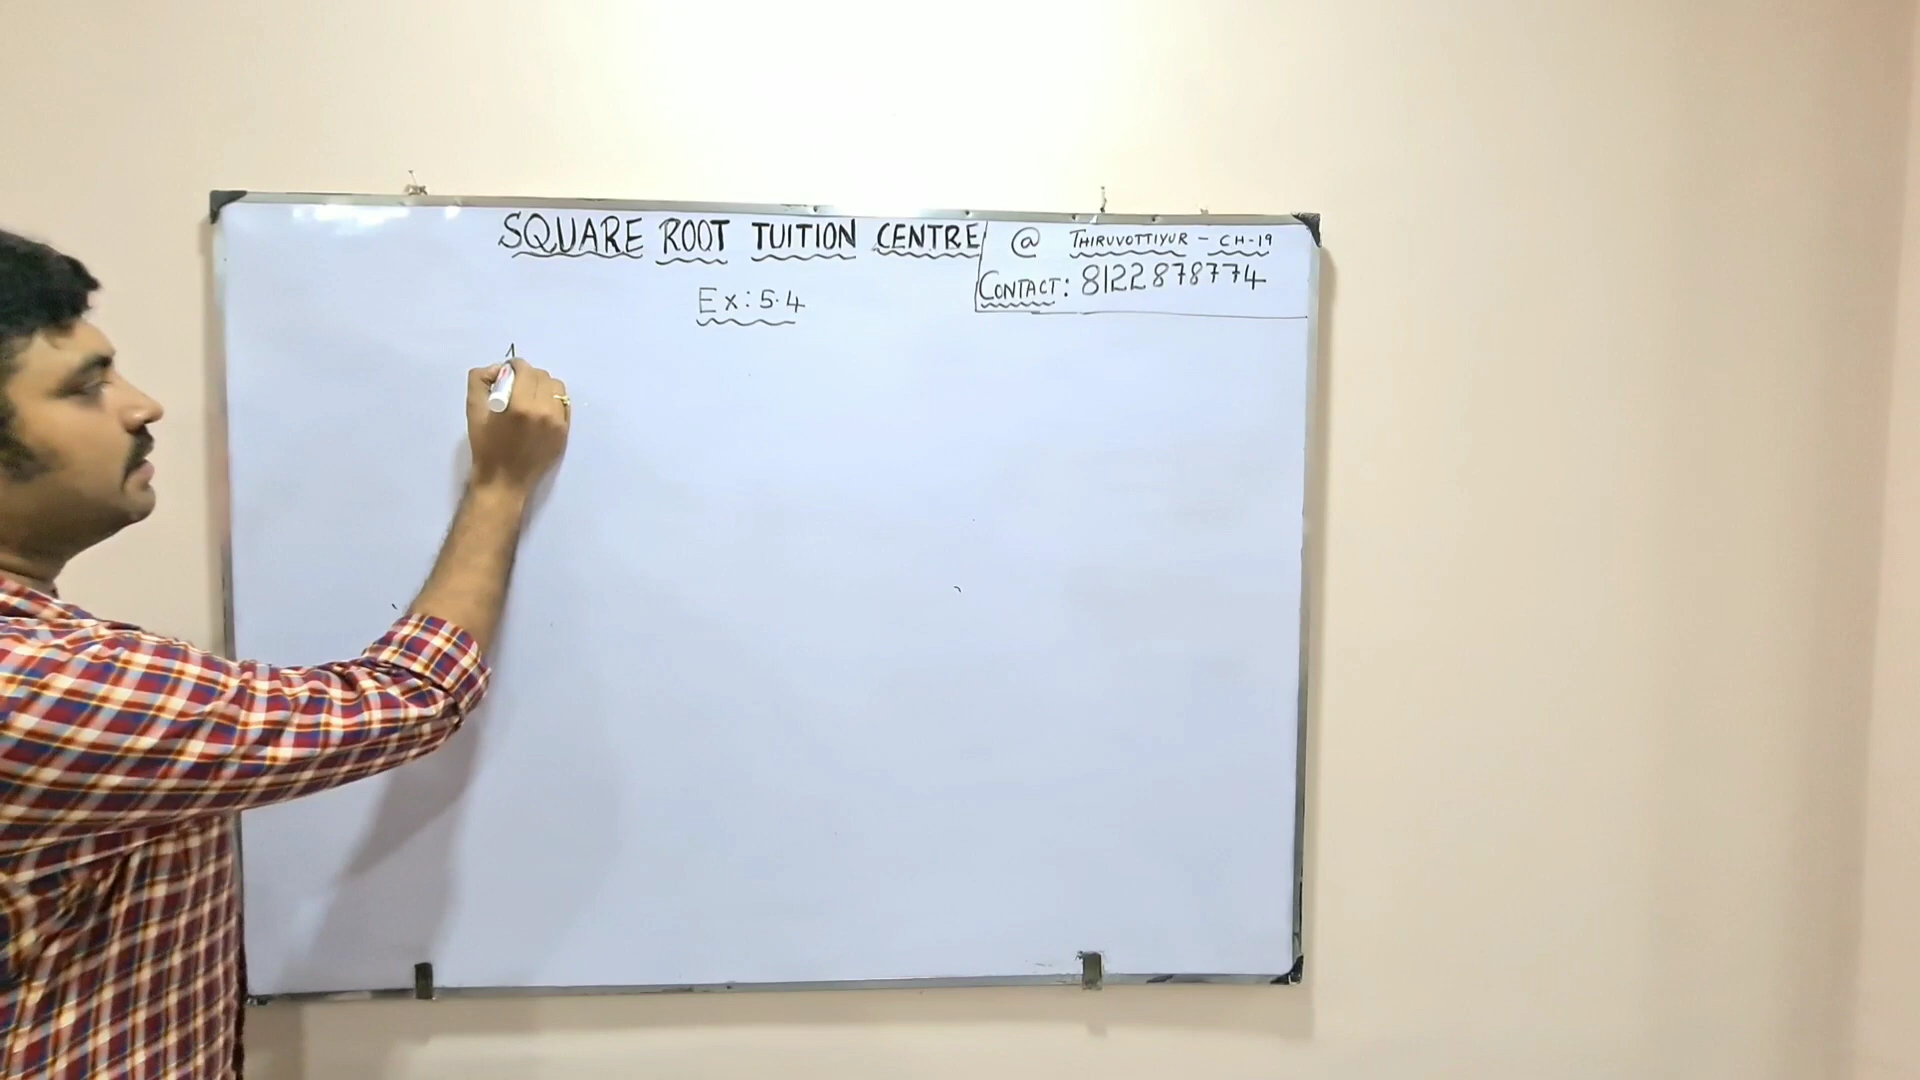 SQUARE ROOT TUITION CENTRE @ THIRUVOTTIYUR - CH-19
CONTACT: 8122878774
Ex: 5.4